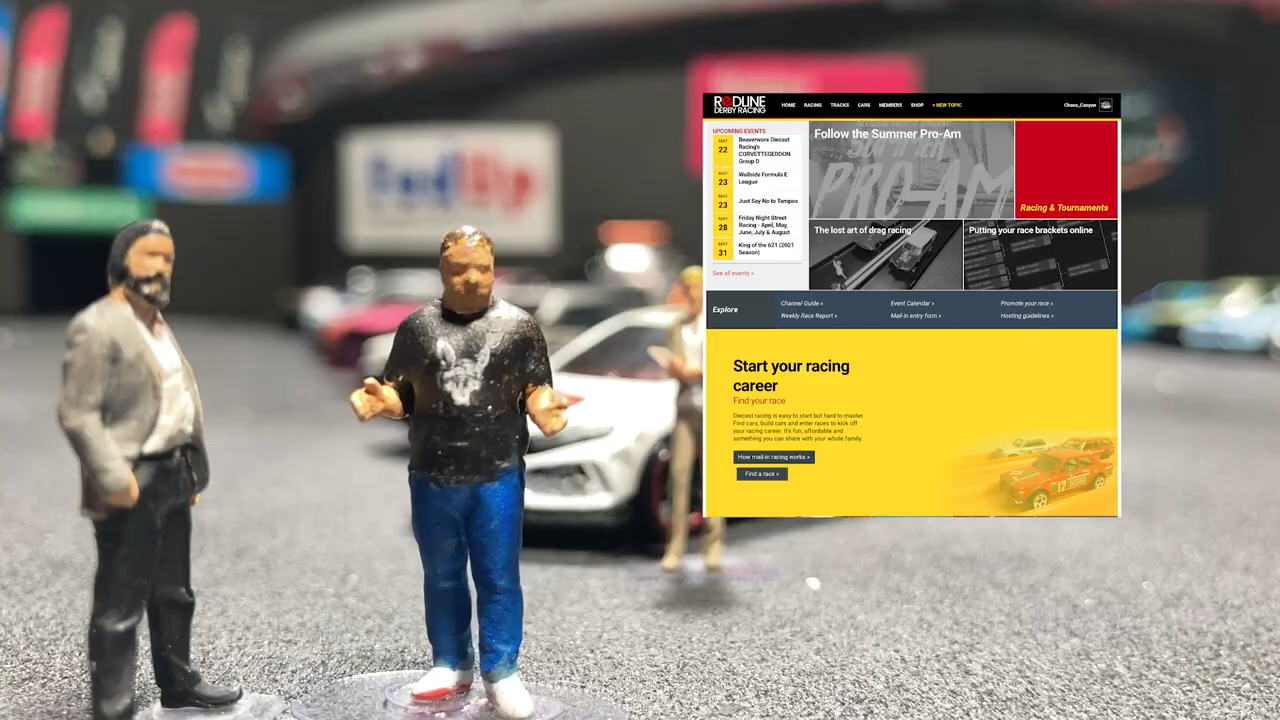 FedEx
REDLINE
DERBY RACING
HOME RACING TRACKS CARS MEMBERS SHOP + NEW TOPIC
Chaos_Canyon
UPCOMING EVENTS
MAY
22
Beaverworx Diecast
Racing's
CORVETTEGEDDON
Group D
MAY
23
Wallside Formula E
League
MAY
23
Just Say No to Tampos
MAY
28
Friday Night Street
Racing - April, May,
June, July & August
MAY
31
King of the 621 (2021
Season)
See all events »
Follow the Summer Pro-Am
SUMMER
PRO-AM
Racing & Tournaments
The lost art of drag racing
Putting your race brackets online
Explore
Channel Guide »
Event Calendar »
Promote your race »
Weekly Race Report »
Mail-in entry form »
Hosting guidelines »
Start your racing
career
Find your race
Diecast racing is easy to start but hard to master.
Find cars, build cars and enter races to kick off
your racing career. It's fun, affordable and
something you can share with your whole family.
How mail-in racing works »
Find a race »
12